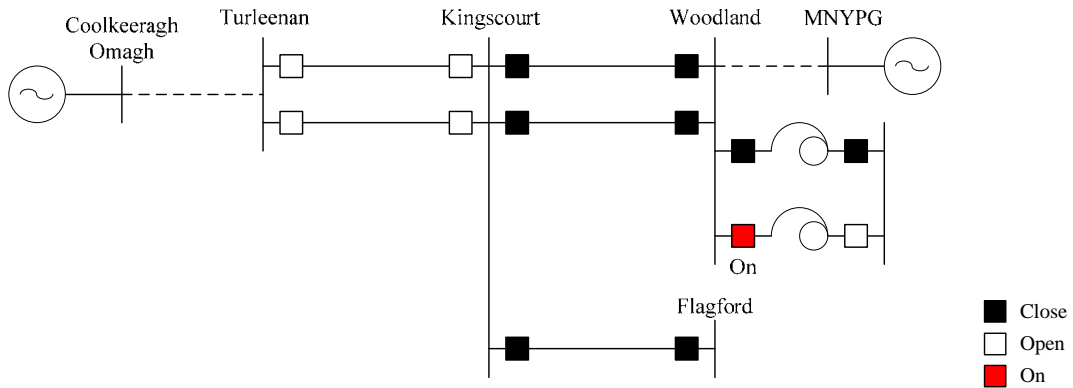 Coolkeeragh
Omagh
Turleenan
Kingscourt
Woodland
MNYPG
On
Flagford
Close
Open
On